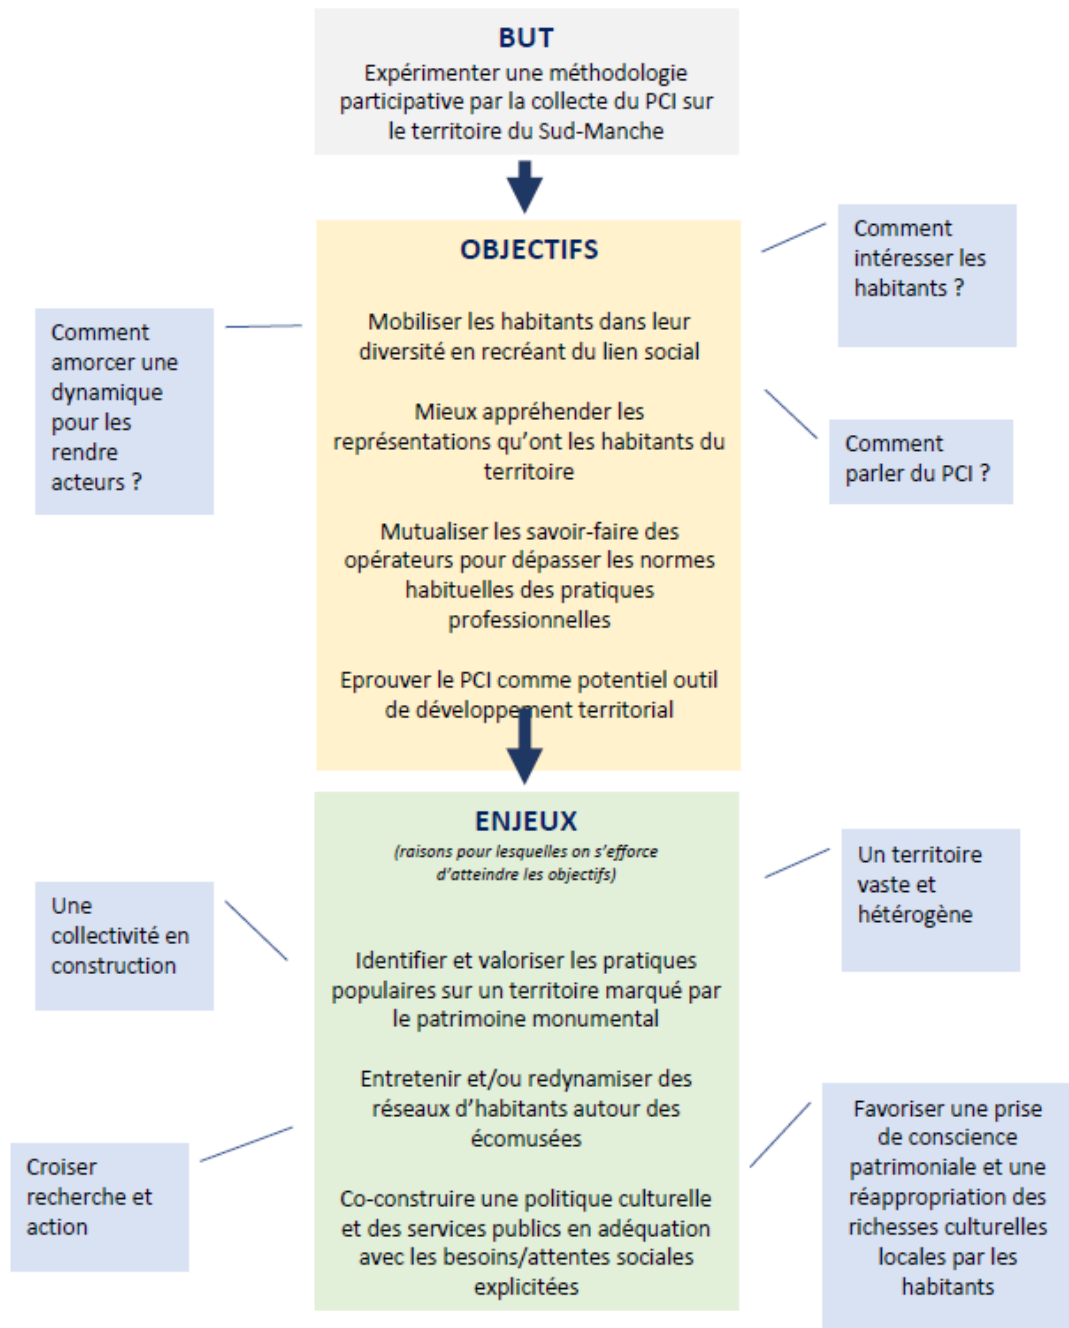 BUT
Expérimenter une méthodologie
participative par la collecte du PCI sur
le territoire du Sud-Manche
OBJECTIFS
Mobiliser les habitants dans leur
diversité en recréant du lien social
Mieux appréhender les
représentations qu’ont les habitants du
territoire
Mutualiser les savoir-faire des
opérateurs pour dépasser les normes
habituelles des pratiques
professionnelles
Eprouver le PCI comme potentiel outil
de développement territorial
Comment
intéresser les
habitants ?
Comment
amorcer une
dynamique
pour les
rendre
acteurs ?
Comment
parler du PCI ?
ENJEUX
(raisons pour lesquelles on s’efforce
d’atteindre les objectifs)
Identifier et valoriser les pratiques
populaires sur un territoire marqué par
le patrimoine monumental
Entretenir et/ou redynamiser des
réseaux d’habitants autour des
écomusées
Co-construire une politique culturelle
et des services publics en adéquation
avec les besoins/attentes sociales
explicitées
Un territoire
vaste et
hétérogène
Une
collectivité en
construction
Croiser
recherche et
action
Favoriser une prise
de conscience
patrimoniale et une
réappropriation des
richesses culturelles
locales par les
habitants